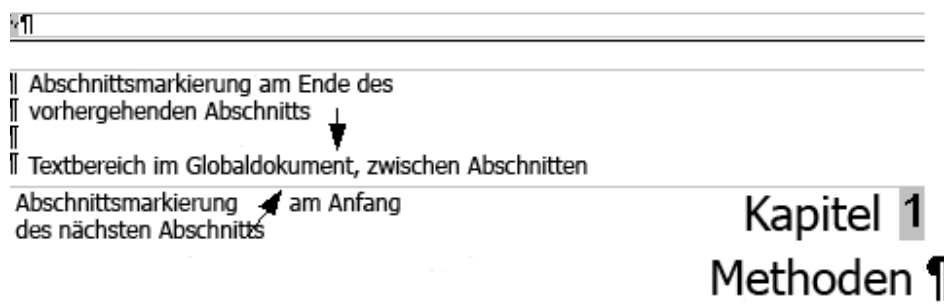 ¶
¶ Abschnittsmarkierung am Ende des
¶ vorhergehenden Abschnitts
¶
¶ Textbereich im Globaldokument, zwischen Abschnitten
Abschnittsmarkierung am Anfang
des nächsten Abschnitts
Kapitel 1
Methoden ¶